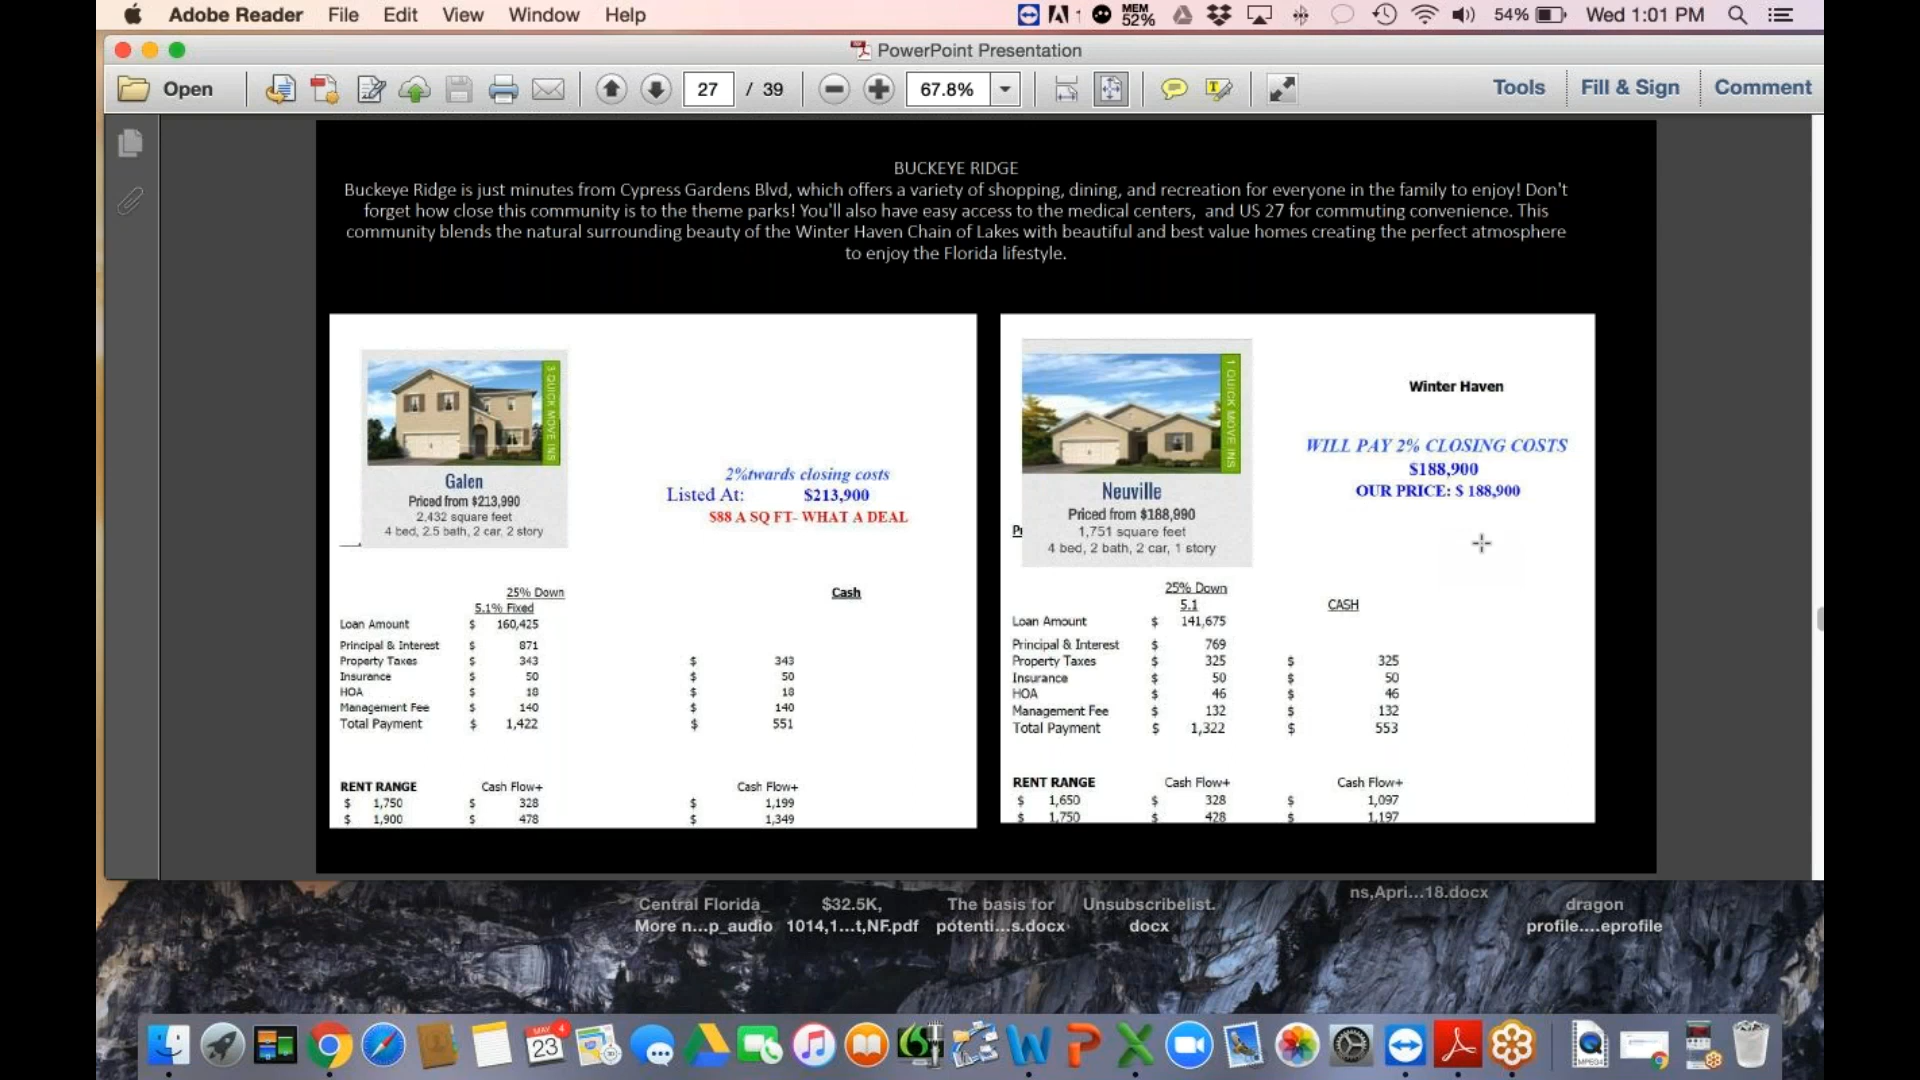 Adobe Reader File Edit View Window Help 1 MEM 52% 54% Wed 1:01 PM
PowerPoint Presentation
Open 27 / 39 67.8% Tools Fill & Sign Comment
BUCKEYE RIDGE
Buckeye Ridge is just minutes from Cypress Gardens Blvd, which offers a variety of shopping, dining, and recreation for everyone in the family to enjoy! Don't
forget how close this community is to the theme parks! You'll also have easy access to the medical centers, and US 27 for commuting convenience. This
community blends the natural surrounding beauty of the Winter Haven Chain of Lakes with beautiful and best value homes creating the perfect atmosphere
to enjoy the Florida lifestyle.
3 QUICK MOVE INS
Galen
Priced from $213,990
2,432 square feet
4 bed, 2.5 bath, 2 car, 2 story
2%twards closing costs
Listed At: $213,900
$88 A SQ FT- WHAT A DEAL
25% Down Cash
5.1% Fixed
Loan Amount $ 160,425
Principal & Interest $ 871
Property Taxes $ 343 $ 343
Insurance $ 50 $ 50
HOA $ 18 $ 18
Management Fee $ 140 $ 140
Total Payment $ 1,422 $ 551
RENT RANGE Cash Flow+ Cash Flow+
$ 1,750 $ 328 $ 1,199
$ 1,900 $ 478 $ 1,349
1 QUICK MOVE INS
Neuville
Priced from $188,990
1,751 square feet
4 bed, 2 bath, 2 car, 1 story
Winter Haven
WILL PAY 2% CLOSING COSTS
$188,900
OUR PRICE: $ 188,900
25% Down
5.1 CASH
Loan Amount $ 141,675
Principal & Interest $ 769
Property Taxes $ 325 $ 325
Insurance $ 50 $ 50
HOA $ 46 $ 46
Management Fee $ 132 $ 132
Total Payment $ 1,322 $ 553
RENT RANGE Cash Flow+ Cash Flow+
$ 1,650 $ 328 $ 1,097
$ 1,750 $ 428 $ 1,197
Central Florida
More n...p_audio
$32.5K,
1014,1...t,NF.pdf
The basis for
potenti...s.docx
Unsubscribelist.
docx
ns,Apri...18.docx
dragon
profile....eprofile
MAY 4
23